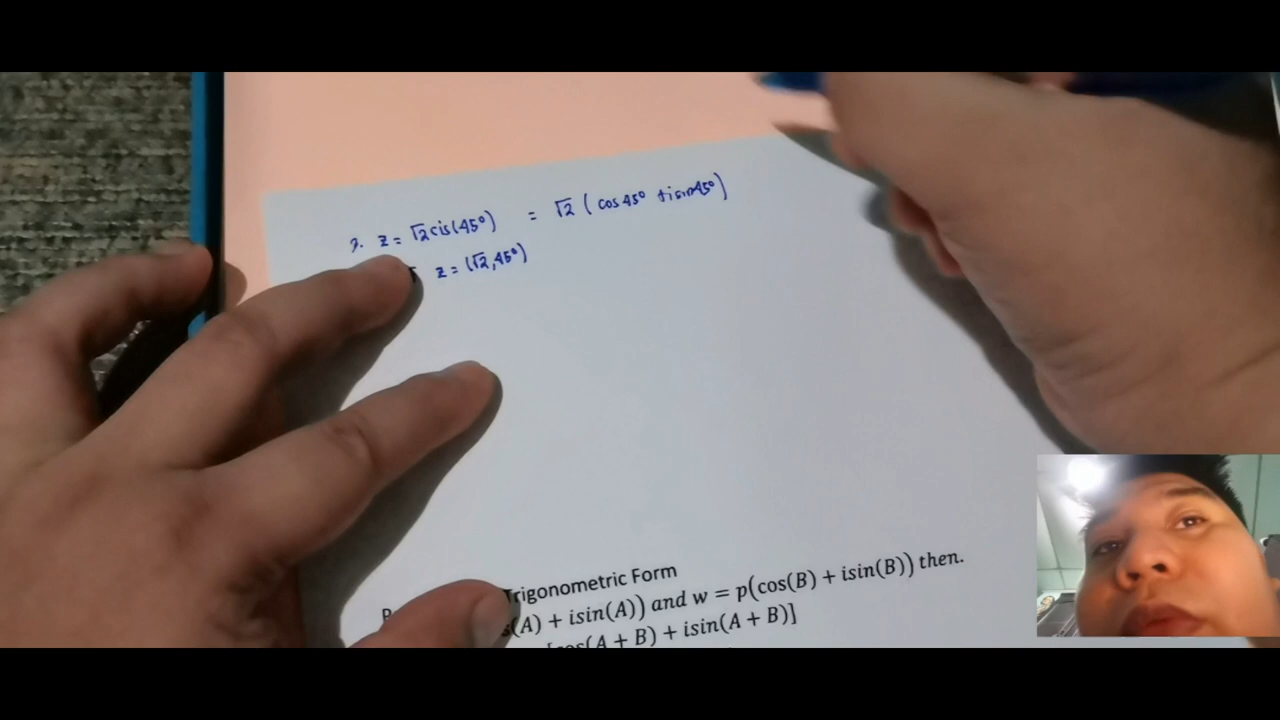 z = √2 cis(45°) = √2 ( cos 45° + i sin 45° )
z = (√2, 45°)
Trigonometric Form
(A) + isin(A)) and w = p(cos(B) + isin(B)) then.
[cos(A + B) + isin(A + B)]